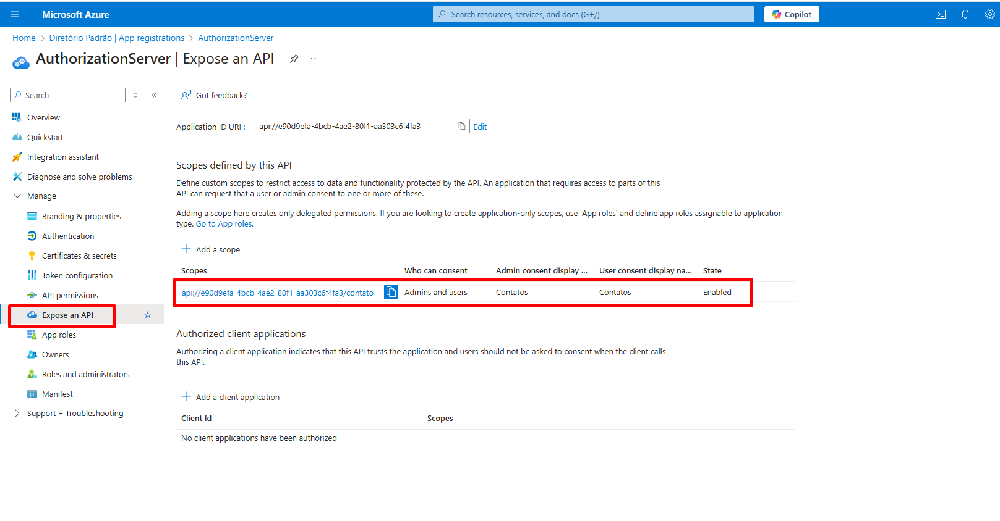 Microsoft Azure
Search resources, services, and docs (G+/)
Copilot
Home > Diretório Padrão | App registrations > AuthorizationServer
AuthorizationServer | Expose an API
Search
Got feedback?
Overview
Quickstart
Integration assistant
Diagnose and solve problems
Manage
Branding & properties
Authentication
Certificates & secrets
Token configuration
API permissions
Expose an API
App roles
Owners
Roles and administrators
Manifest
Support + Troubleshooting
Application ID URI : api://e90d9efa-4bcb-4ae2-80f1-aa303c6f4fa3 Edit
Scopes defined by this API
Define custom scopes to restrict access to data and functionality protected by the API. An application that requires access to parts of this
API can request that a user or admin consent to one or more of these.
Adding a scope here creates only delegated permissions. If you are looking to create application-only scopes, use 'App roles' and define app roles assignable to application
type. Go to App roles.
Add a scope
Scopes Who can consent Admin consent display ... User consent display na... State
api://e90d9efa-4bcb-4ae2-80f1-aa303c6f4fa3/contato Admins and users Contatos Contatos Enabled
Authorized client applications
Authorizing a client application indicates that this API trusts the application and users should not be asked to consent when the client calls
this API.
Add a client application
Client Id Scopes
No client applications have been authorized